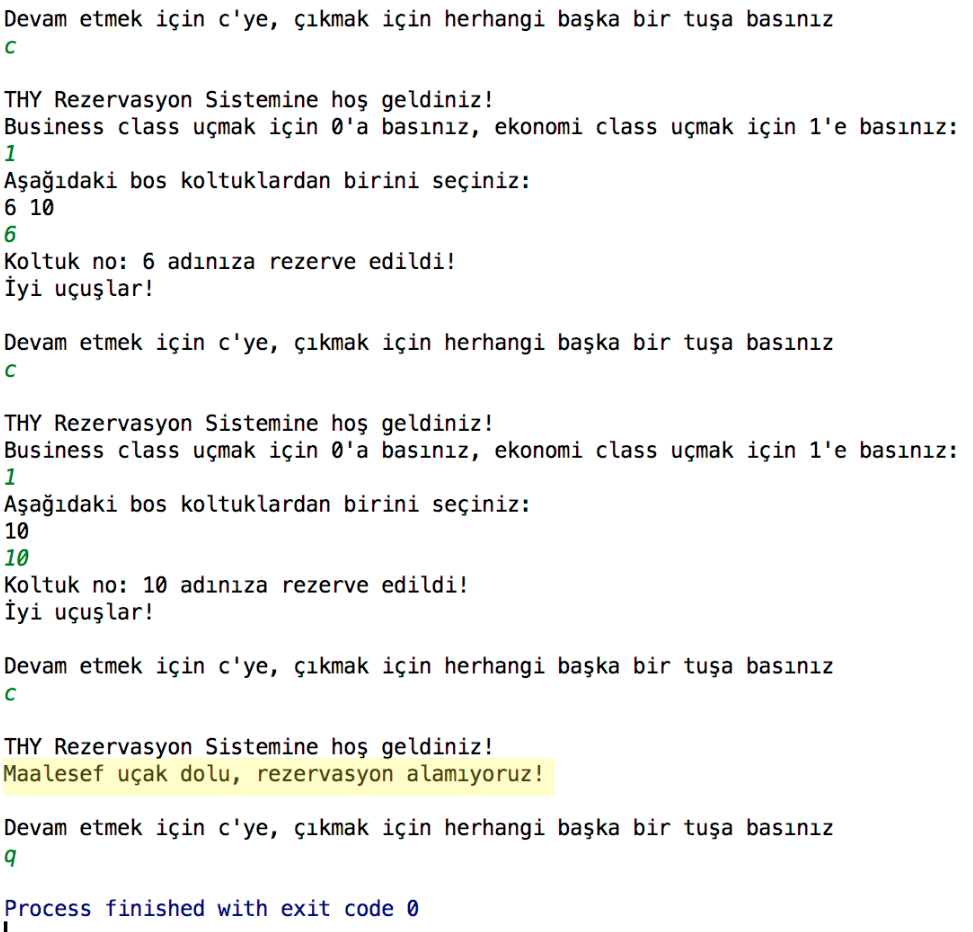 Devam etmek için c'ye, çıkmak için herhangi başka bir tuşa basınız
c
THY Rezervasyon Sistemine hoş geldiniz!
Business class uçmak için 0'a basınız, ekonomi class uçmak için 1'e basınız:
1
Aşağıdaki bos koltuklardan birini seçiniz:
6 10
6
Koltuk no: 6 adınıza rezerve edildi!
İyi uçuşlar!
Devam etmek için c'ye, çıkmak için herhangi başka bir tuşa basınız
c
THY Rezervasyon Sistemine hoş geldiniz!
Business class uçmak için 0'a basınız, ekonomi class uçmak için 1'e basınız:
1
Aşağıdaki bos koltuklardan birini seçiniz:
10
10
Koltuk no: 10 adınıza rezerve edildi!
İyi uçuşlar!
Devam etmek için c'ye, çıkmak için herhangi başka bir tuşa basınız
c
THY Rezervasyon Sistemine hoş geldiniz!
Maalesef uçak dolu, rezervasyon alamıyoruz!
Devam etmek için c'ye, çıkmak için herhangi başka bir tuşa basınız
q
Process finished with exit code 0